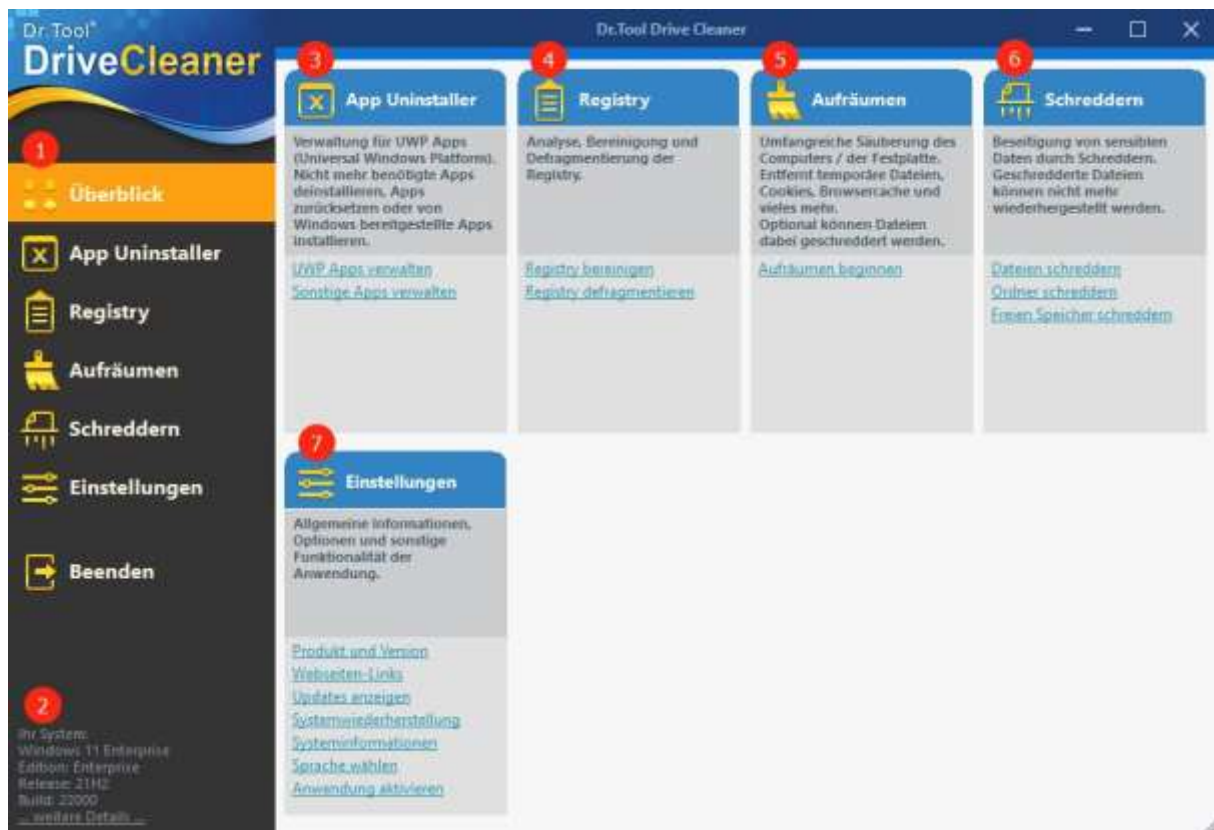 Dr.Tool®
DriveCleaner
Dr.Tool Drive Cleaner
1
Überblick
App Uninstaller
Registry
Aufräumen
Schreddern
Einstellungen
Beenden
2
Ihr System:
Windows 11 Enterprise
Edition: Enterprise
Release: 21H2
Build: 22000
... weitere Details ...
3
App Uninstaller
Verwaltung für UWP Apps
(Universal Windows Platform).
Nicht mehr benötigte Apps
deinstallieren, Apps
zurücksetzen oder von
Windows bereitgestellte Apps
installieren.
UWP Apps verwalten
Sonstige Apps verwalten
4
Registry
Analyse, Bereinigung und
Defragmentierung der
Registry.
Registry bereinigen
Registry defragmentieren
5
Aufräumen
Umfangreiche Säuberung des
Computers / der Festplatte.
Entfernt temporäre Dateien,
Cookies, Browsercache und
vieles mehr.
Optional können Dateien
dabei geschreddert werden.
Aufräumen beginnen
6
Schreddern
Beseitigung von sensiblen
Daten durch Schreddern.
Geschredderte Dateien
können nicht mehr
wiederhergestellt werden.
Dateien schreddern
Ordner schreddern
Freien Speicher schreddern
7
Einstellungen
Allgemeine Informationen,
Optionen und sonstige
Funktionalität der
Anwendung.
Produkt und Version
Webseiten-Links
Updates anzeigen
Systemwiederherstellung
Systeminformationen
Sprache wählen
Anwendung aktivieren